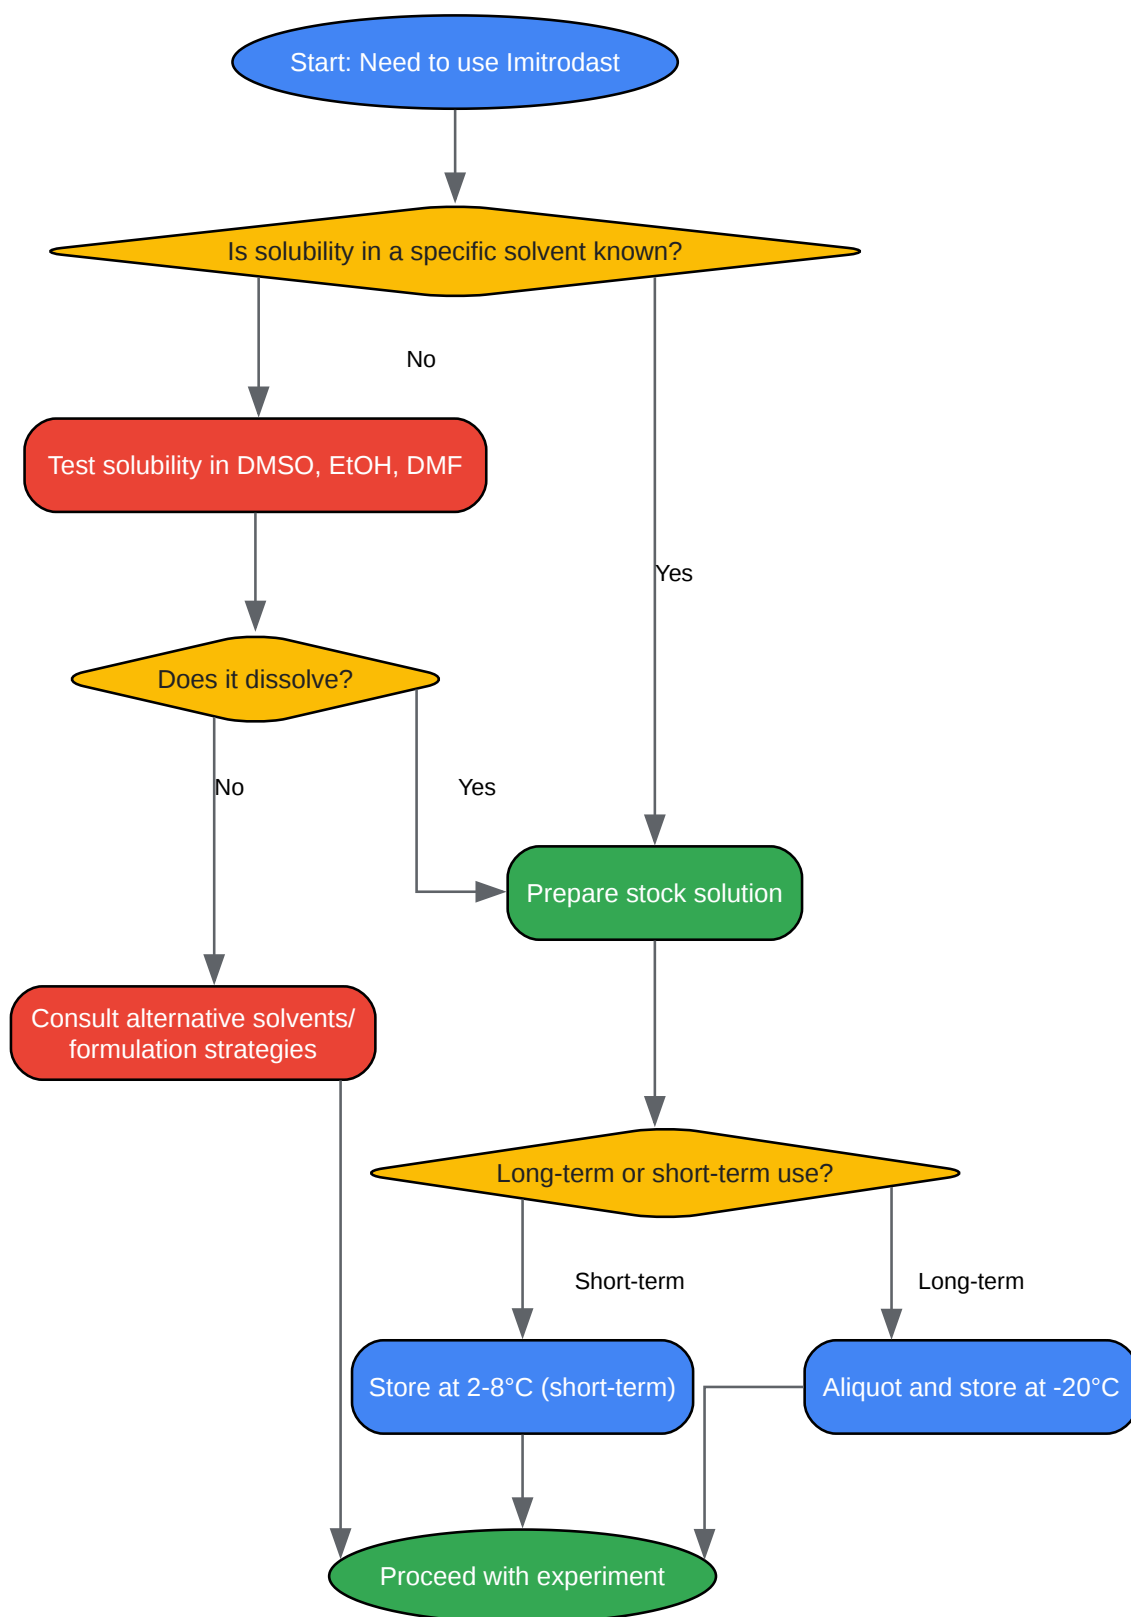 Start: Need to use Imitrodast
Is solubility in a specific solvent known?
No
Test solubility in DMSO, EtOH, DMF
Yes
Does it dissolve?
No
Yes
Prepare stock solution
Consult alternative solvents/
formulation strategies
Long-term or short-term use?
Short-term
Long-term
Store at 2-8°C (short-term)
Aliquot and store at -20°C
Proceed with experiment